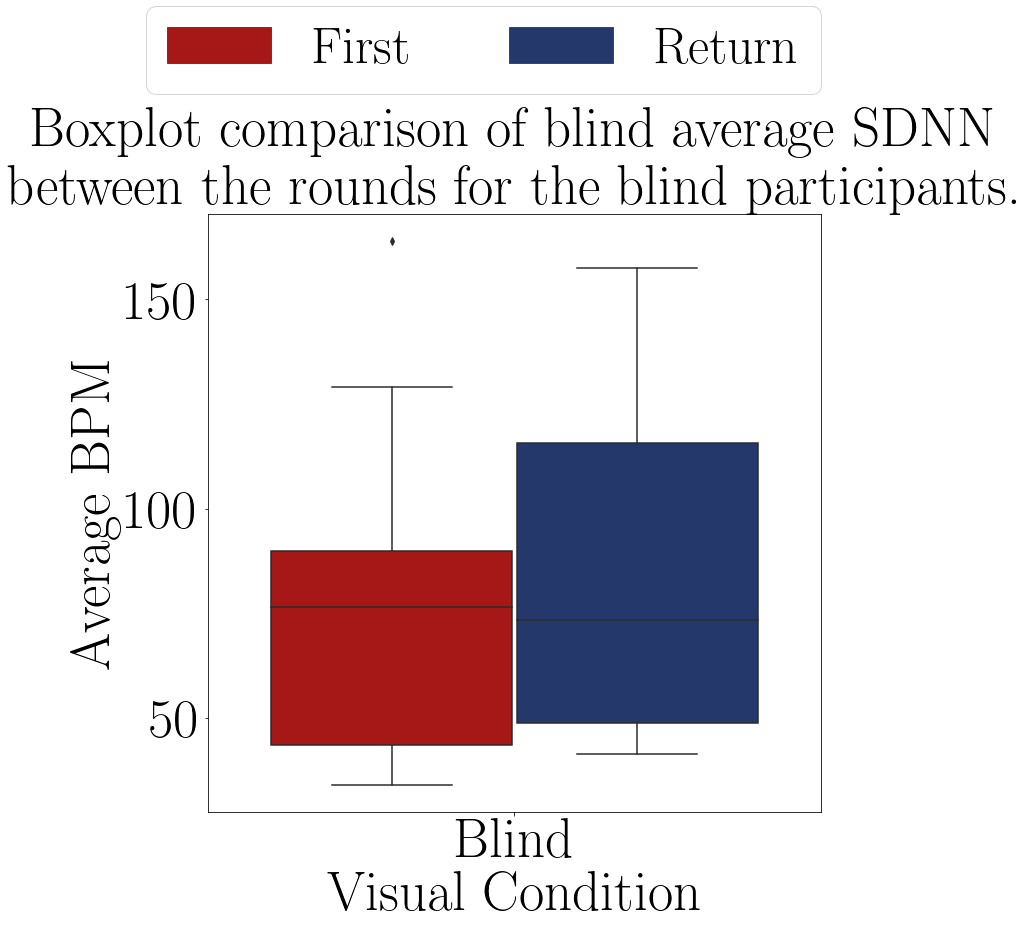 First Return
Boxplot comparison of blind average SDNN
between the rounds for the blind participants.
150
100
50
Average BPM
Blind
Visual Condition